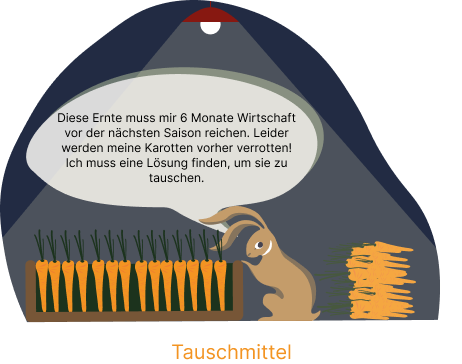 Diese Ernte muss mir 6 Monate Wirtschaft
vor der nächsten Saison reichen. Leider
werden meine Karotten vorher verrotten!
Ich muss eine Lösung finden, um sie zu
tauschen.
Tauschmittel